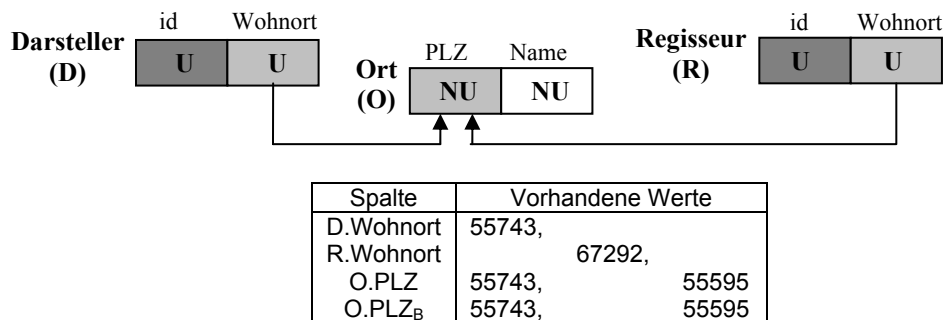 id Wohnort
Darsteller
(D)
U U
PLZ Name
Ort
(O)
NU NU
id Wohnort
Regisseur
(R)
U U
Spalte Vorhandene Werte
D.Wohnort 55743,
R.Wohnort 67292,
O.PLZ 55743, 55595
O.PLZB 55743, 55595